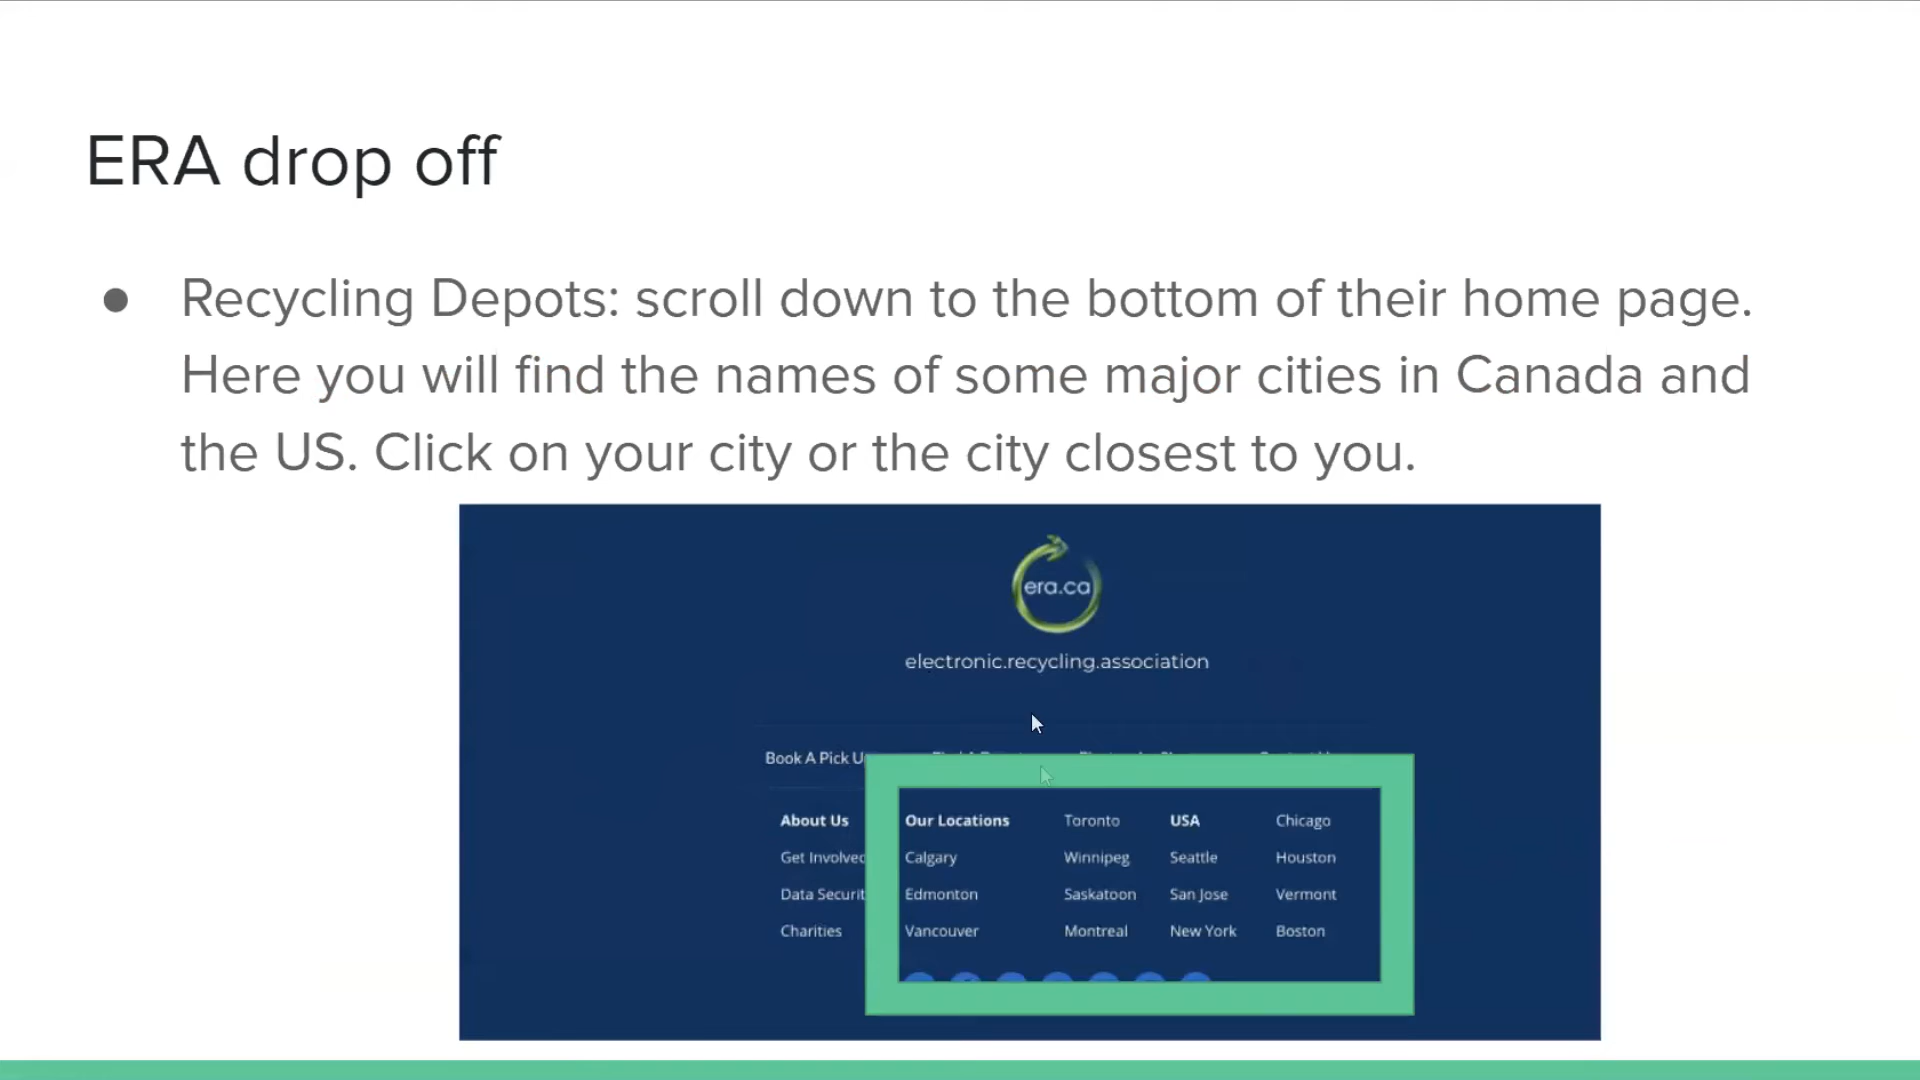 ERA drop off
● Recycling Depots: scroll down to the bottom of their home page.
Here you will find the names of some major cities in Canada and
the US. Click on your city or the city closest to you.
era.ca
electronic.recycling.association
Book A Pick
About Us Our Locations Toronto USA Chicago
Get Calgary Winnipeg Seattle Houston
Data Edmonton Saskatoon San Jose Vermont
Charities Vancouver Montreal New York Boston